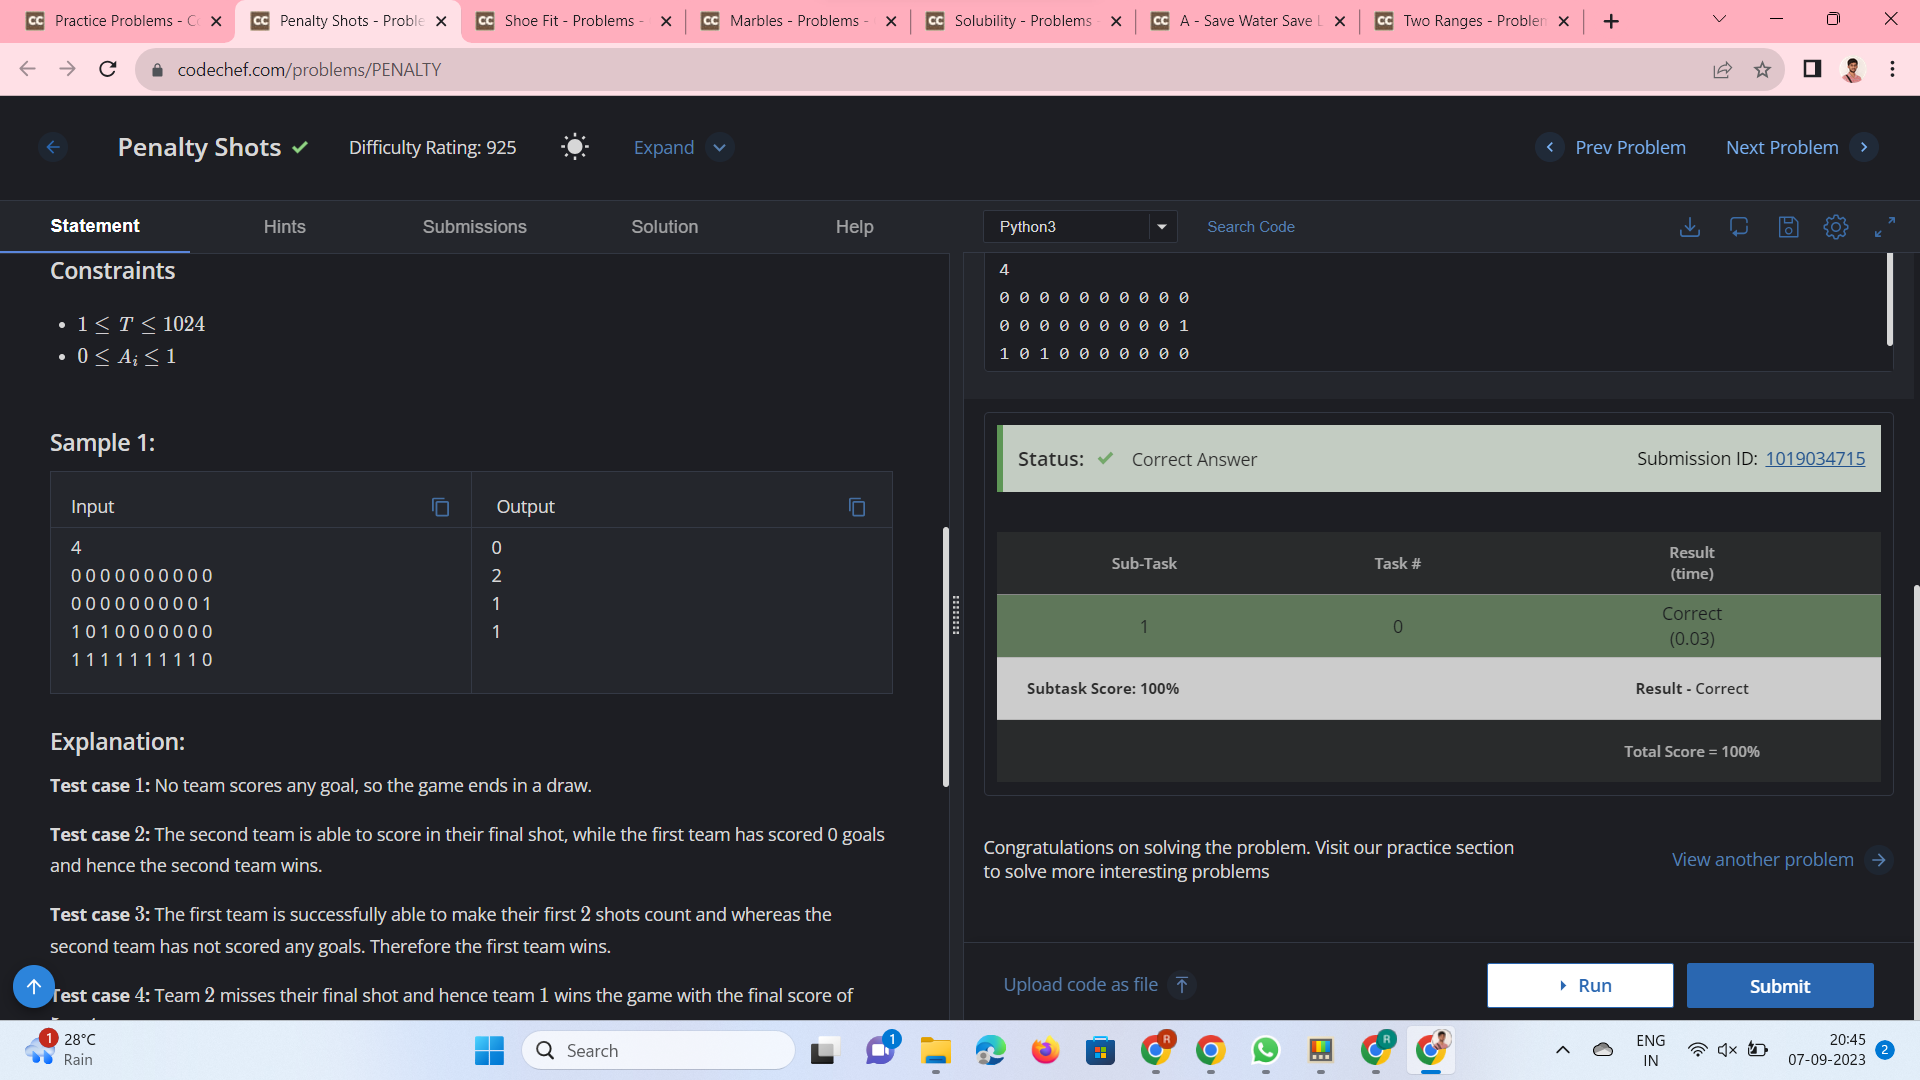 Practice Problems - C
Penalty Shots - Proble
Shoe Fit - Problems -
Marbles - Problems -
Solubility - Problems
A - Save Water Save L
Two Ranges - Problem
codechef.com/problems/PENALTY
Penalty Shots
Difficulty Rating: 925
Expand
Prev Problem
Next Problem
Statement
Hints
Submissions
Solution
Help
Python3
Search Code
Constraints
1 ≤ T ≤ 1024
0 ≤ A_i ≤ 1
Sample 1:
Input
Output
4
0 0 0 0 0 0 0 0 0 0
0 0 0 0 0 0 0 0 0 1
1 0 1 0 0 0 0 0 0 0
1 1 1 1 1 1 1 1 1 0
0
2
1
1
Explanation:
Test case 1: No team scores any goal, so the game ends in a draw.
Test case 2: The second team is able to score in their final shot, while the first team has scored 0 goals
and hence the second team wins.
Test case 3: The first team is successfully able to make their first 2 shots count and whereas the
second team has not scored any goals. Therefore the first team wins.
Test case 4: Team 2 misses their final shot and hence team 1 wins the game with the final score of
4
0 0 0 0 0 0 0 0 0 0
0 0 0 0 0 0 0 0 0 1
1 0 1 0 0 0 0 0 0 0
Status: Correct Answer
Submission ID: 1019034715
Sub-Task
Task #
Result
(time)
1
0
Correct
(0.03)
Subtask Score: 100%
Result - Correct
Total Score = 100%
Congratulations on solving the problem. Visit our practice section
to solve more interesting problems
View another problem
Upload code as file
Run
Submit
1
28°C
Rain
Search
1
R
R
ENG
IN
20:45
07-09-2023
2